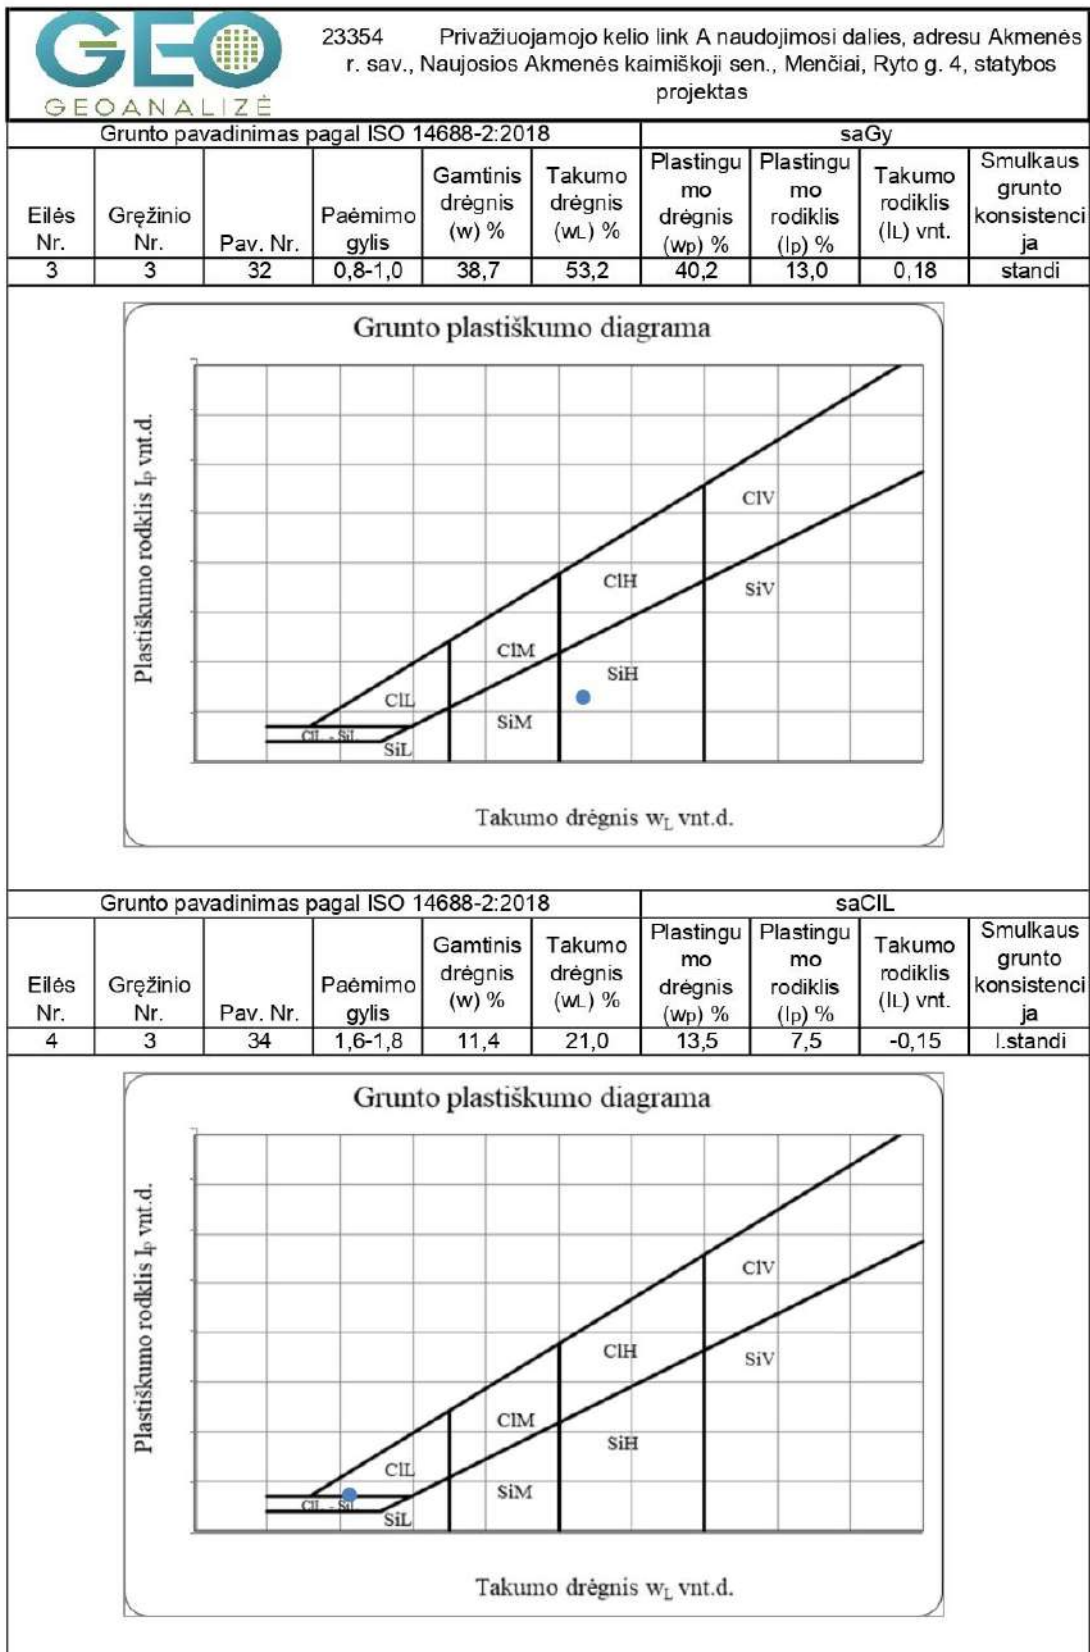 GEO
GEOANALIZĖ
23354 Privažiuojamojo kelio link A naudojimosi dalies, adresu Akmenės
r. sav., Naujosios Akmenės kaimiškoji sen., Menčiai, Ryto g. 4, statybos
projektas
Grunto pavadinimas pagal ISO 14688-2:2018 saGy
Eilės Nr. Gręžinio Nr. Pav. Nr. Paėmimo gylis Gamtinis drėgnis (w) % Takumo drėgnis (wL) % Plastingu mo drėgnis (wp) % Plastingu mo rodiklis (Ip) % Takumo rodiklis (IL) vnt. Smulkaus grunto konsistenci ja
3 3 32 0,8-1,0 38,7 53,2 40,2 13,0 0,18 standi
Grunto plastiškumo diagrama
Plastiškumo rodklis Ip vnt.d.
ClV
ClH
SiV
ClM
SiH
ClL
SiM
ClL - SiL
SiL
Takumo drėgnis wL vnt.d.
Grunto pavadinimas pagal ISO 14688-2:2018 saClL
Eilės Nr. Gręžinio Nr. Pav. Nr. Paėmimo gylis Gamtinis drėgnis (w) % Takumo drėgnis (wL) % Plastingu mo drėgnis (wp) % Plastingu mo rodiklis (Ip) % Takumo rodiklis (IL) vnt. Smulkaus grunto konsistenci ja
4 3 34 1,6-1,8 11,4 21,0 13,5 7,5 -0,15 l.standi
Grunto plastiškumo diagrama
Plastiškumo rodklis Ip vnt.d.
ClV
ClH
SiV
ClM
SiH
ClL
SiM
ClL - SiL
SiL
Takumo drėgnis wL vnt.d.